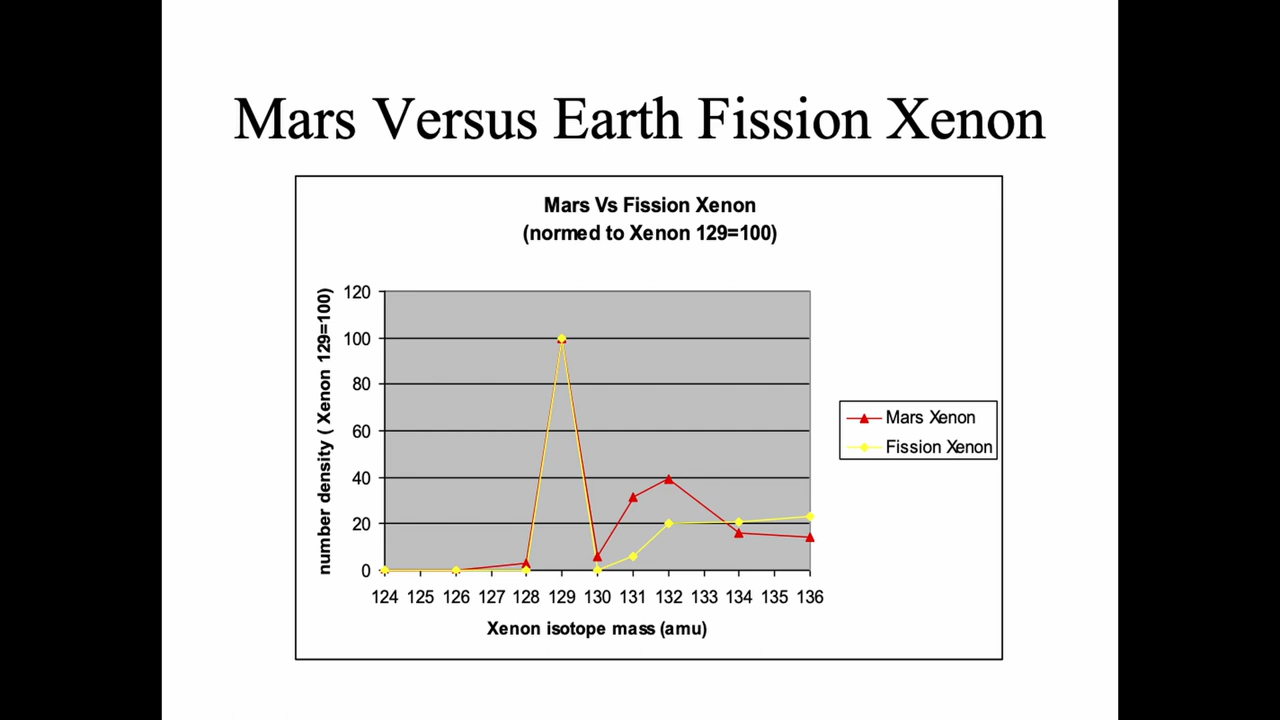 Mars Versus Earth Fission Xenon
Mars Vs Fission Xenon
(normed to Xenon 129=100)
number density ( Xenon 129=100)
120
100
80
60
40
20
0
124 125 126 127 128 129 130 131 132 133 134 135 136
Xenon isotope mass (amu)
Mars Xenon
Fission Xenon